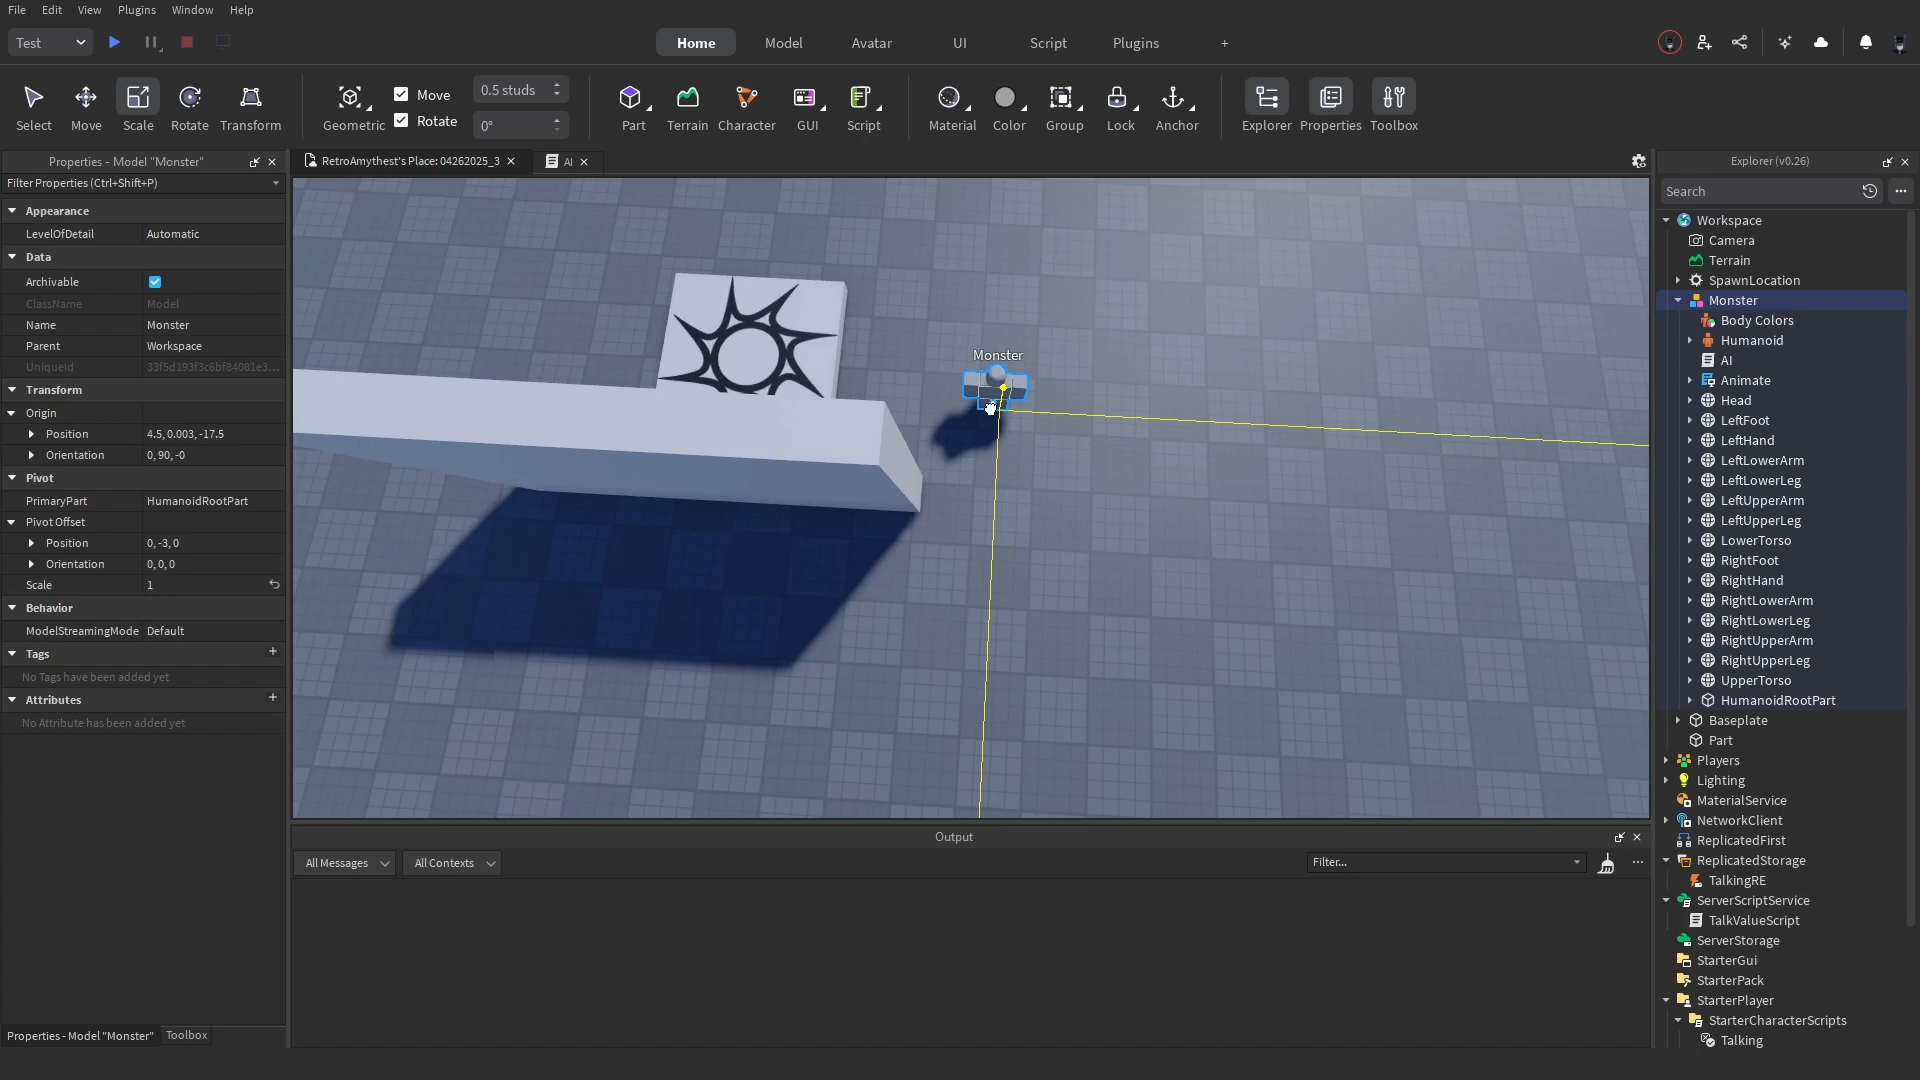 File Edit View Plugins Window Help
Test
Home Model Avatar UI Script Plugins +
Select Move Scale Rotate Transform
Geometric Move 0.5 studs
Rotate 0°
Part Terrain Character GUI Script
Material Color Group Lock Anchor
Explorer Properties Toolbox
Properties - Model "Monster"
Filter Properties (Ctrl+Shift+P)
Appearance
LevelOfDetail Automatic
Data
Archivable
ClassName Model
Name Monster
Parent Workspace
UniqueId 33f5d193f3c6bf84081e3...
Transform
Origin
Position 4.5, 0.003, -17.5
Orientation 0, 90, -0
Pivot
PrimaryPart HumanoidRootPart
Pivot Offset
Position 0, -3, 0
Orientation 0, 0, 0
Scale 1
Behavior
ModelStreamingMode Default
Tags +
No Tags have been added yet
Attributes +
No Attribute has been added yet
Properties - Model "Monster" Toolbox
RetroAmythest's Place: 04262025_3 AI
Monster
Output
All Messages All Contexts Filter...
Explorer (v0.26)
Search
Workspace
Camera
Terrain
SpawnLocation
Monster
Body Colors
Humanoid
AI
Animate
Head
LeftFoot
LeftHand
LeftLowerArm
LeftLowerLeg
LeftUpperArm
LeftUpperLeg
LowerTorso
RightFoot
RightHand
RightLowerArm
RightLowerLeg
RightUpperArm
RightUpperLeg
UpperTorso
HumanoidRootPart
Baseplate
Part
Players
Lighting
MaterialService
NetworkClient
ReplicatedFirst
ReplicatedStorage
TalkingRE
ServerScriptService
TalkValueScript
ServerStorage
StarterGui
StarterPack
StarterPlayer
StarterCharacterScripts
Talking